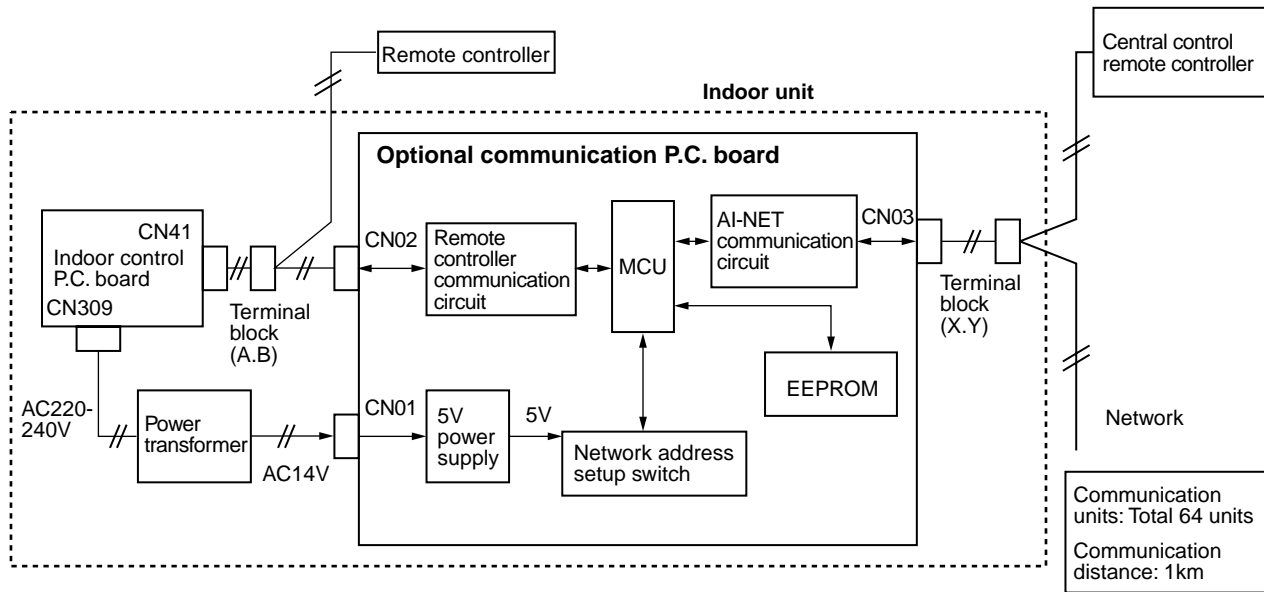 Remote controller
Central control
remote controller
Indoor unit
Optional communication P.C. board
CN41
Indoor control
P.C. board
CN309
Terminal
block
(A.B)
CN02
Remote
controller
communication
circuit
MCU
AI-NET
communication
circuit
CN03
Terminal
block
(X.Y)
EEPROM
AC220-
240V
Power
transformer
AC14V
CN01
5V
power
supply
5V
Network address
setup switch
Network
Communication
units: Total 64 units
Communication
distance: 1km